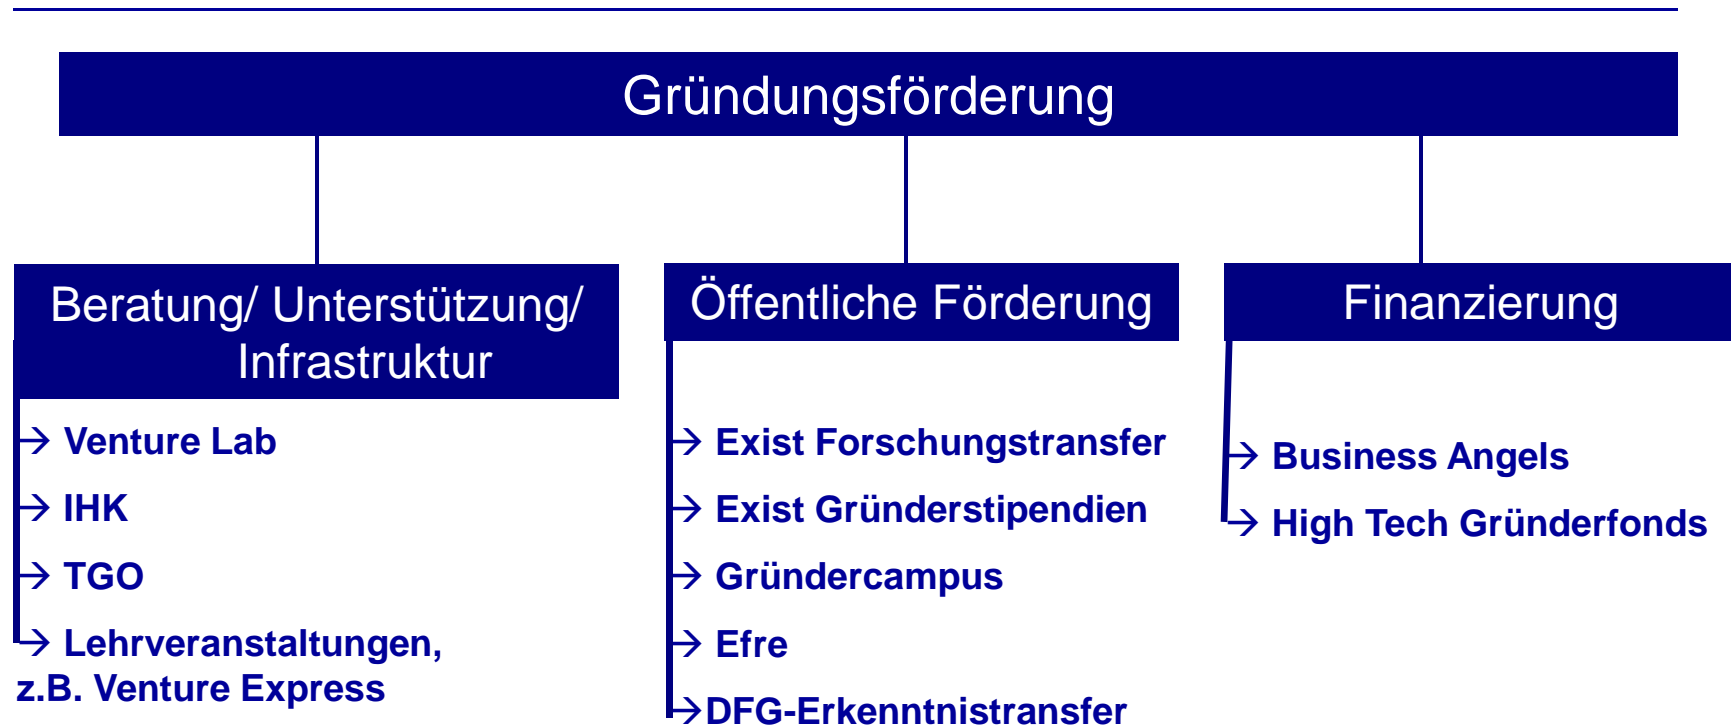 Gründungsförderung
Beratung/ Unterstützung/
Infrastruktur
→ Venture Lab
→ IHK
→ TGO
→ Lehrveranstaltungen,
z.B. Venture Express
Öffentliche Förderung
→ Exist Forschungstransfer
→ Exist Gründerstipendien
→ Gründercampus
→ Efre
→DFG-Erkenntnistransfer
Finanzierung
→ Business Angels
→ High Tech Gründerfonds